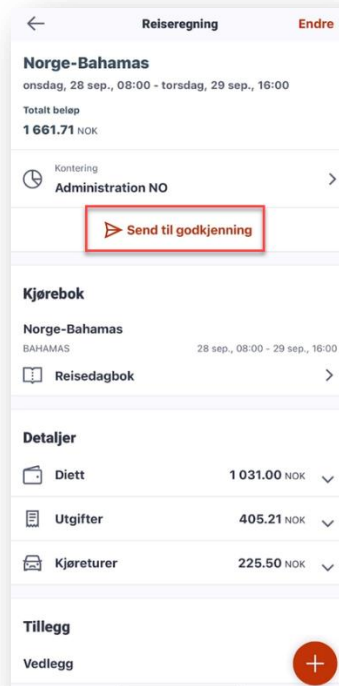 Reiseregning Endre
Norge-Bahamas
onsdag, 28 sep., 08:00 - torsdag, 29 sep., 16:00
Totalt beløp
1 661.71 NOK
Kontering
Administration NO
Send til godkjenning
Kjørebok
Norge-Bahamas
BAHAMAS 28 sep., 08:00 - 29 sep., 16:00
Reisedagbok
Detaljer
Diett 1 031.00 NOK
Utgifter 405.21 NOK
Kjøreturer 225.50 NOK
Tillegg
Vedlegg